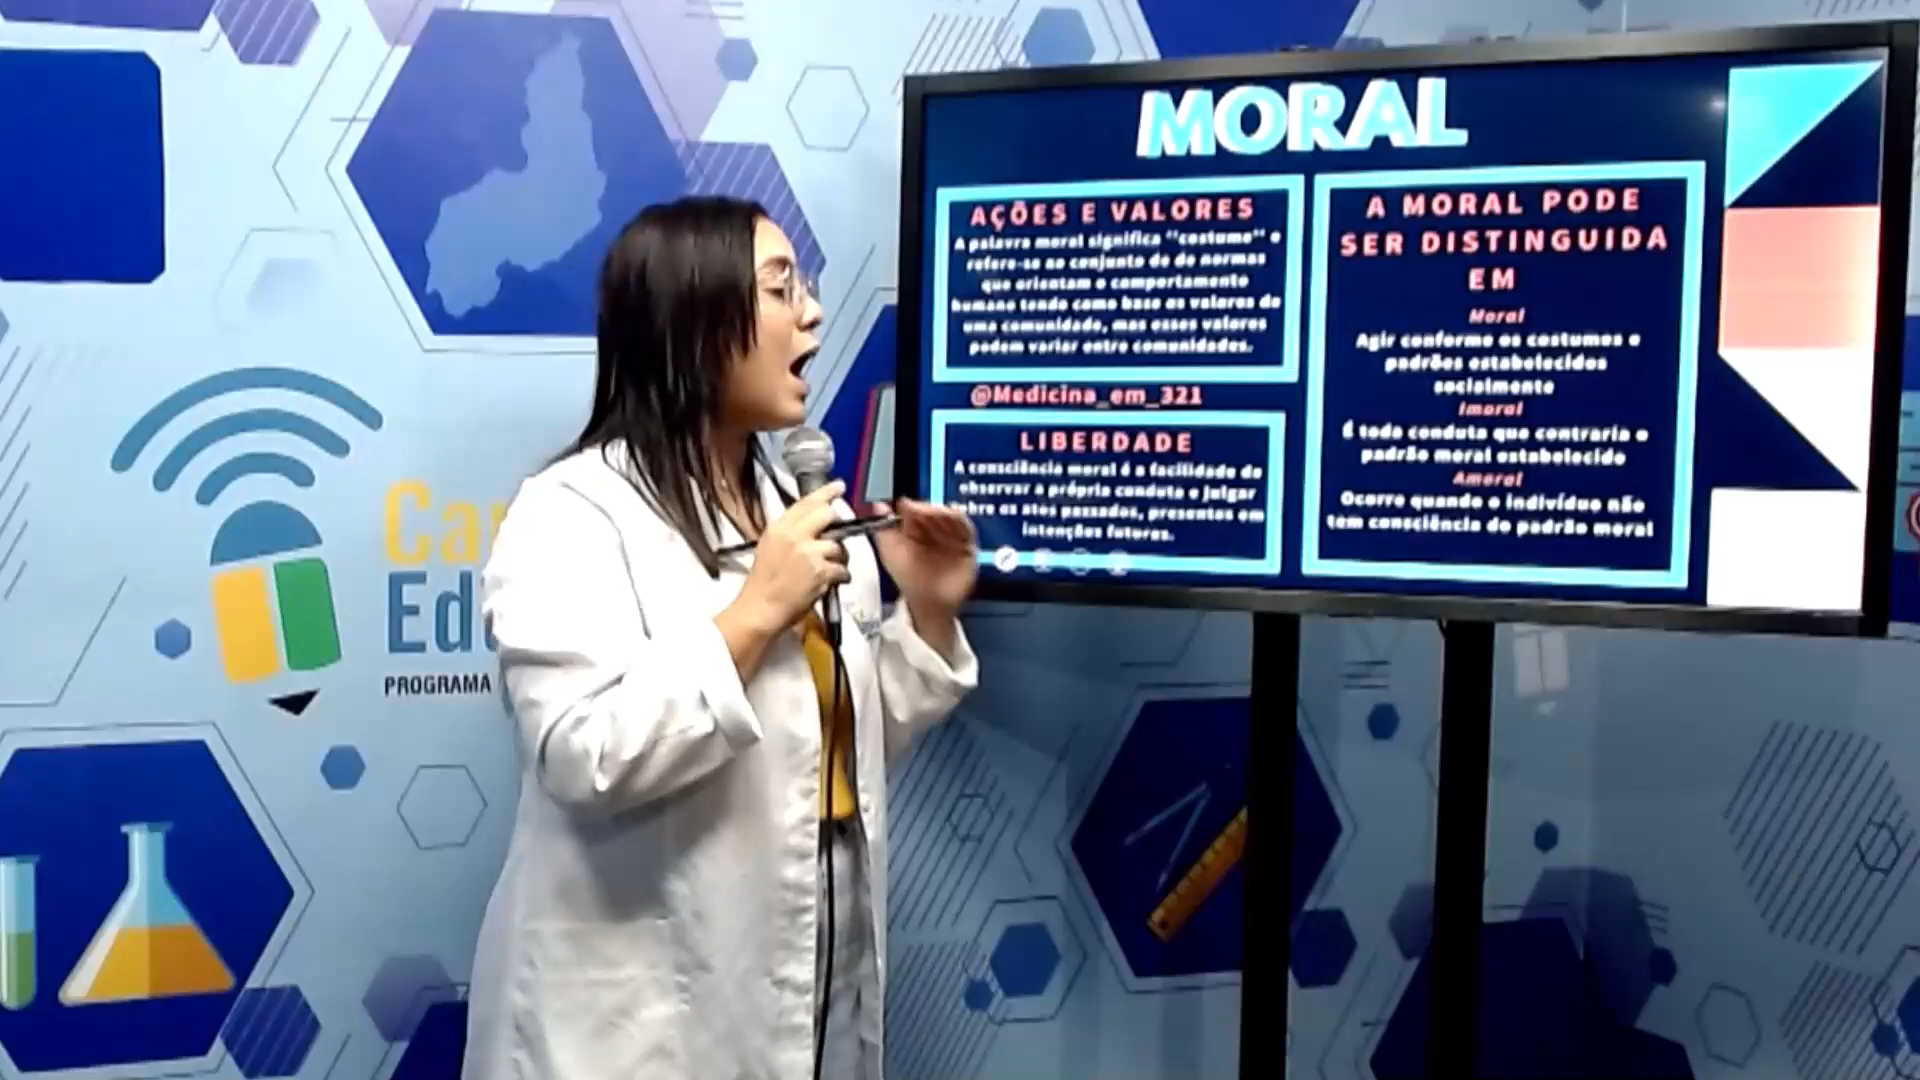 MORAL
AÇÕES E VALORES
A palavra moral significa "costume" e
refere-se ao conjunto de de normas
que orientam o comportamento
humano tendo como base os valores de
uma comunidade, mas esses valores
podem variar entre comunidades.
@Medicina_em_321
LIBERDADE
A consciência moral é a facilidade de
observar a própria conduta e julgar
sobre os atos passados, presentes em
intenções futuras.
A MORAL PODE
SER DISTINGUIDA
EM
Moral
Agir conforme os costumes e
padrões estabelecidos
socialmente
Imoral
É toda conduta que contraria o
padrão moral estabelecido
Amoral
Ocorre quando o indivíduo não
tem consciência do padrão moral
Ca
Ed
PROGRAMA